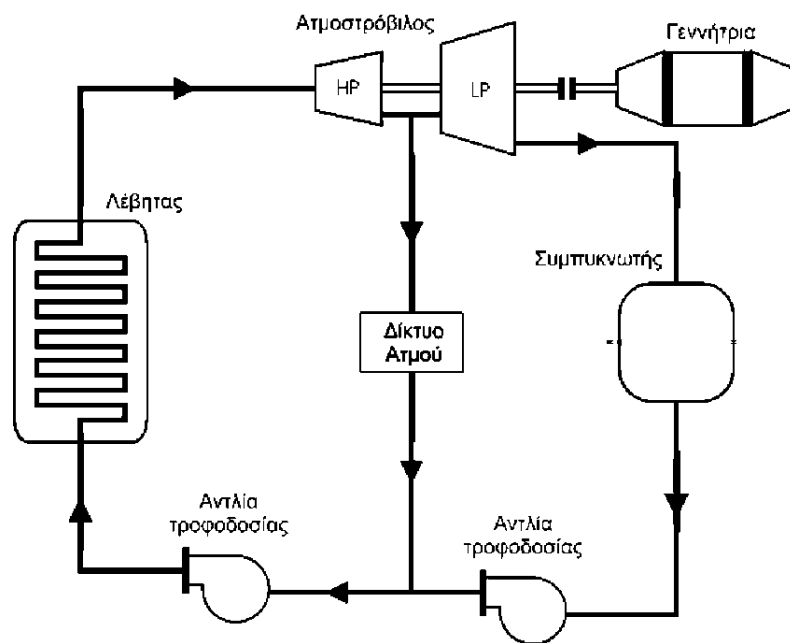 Ατμοστρόβιλος
Γεννήτρια
HP
LP
Λέβητας
Συμπυκνωτής
Δίκτυο
Ατμού
Αντλία
τροφοδοσίας
Αντλία
τροφοδοσίας